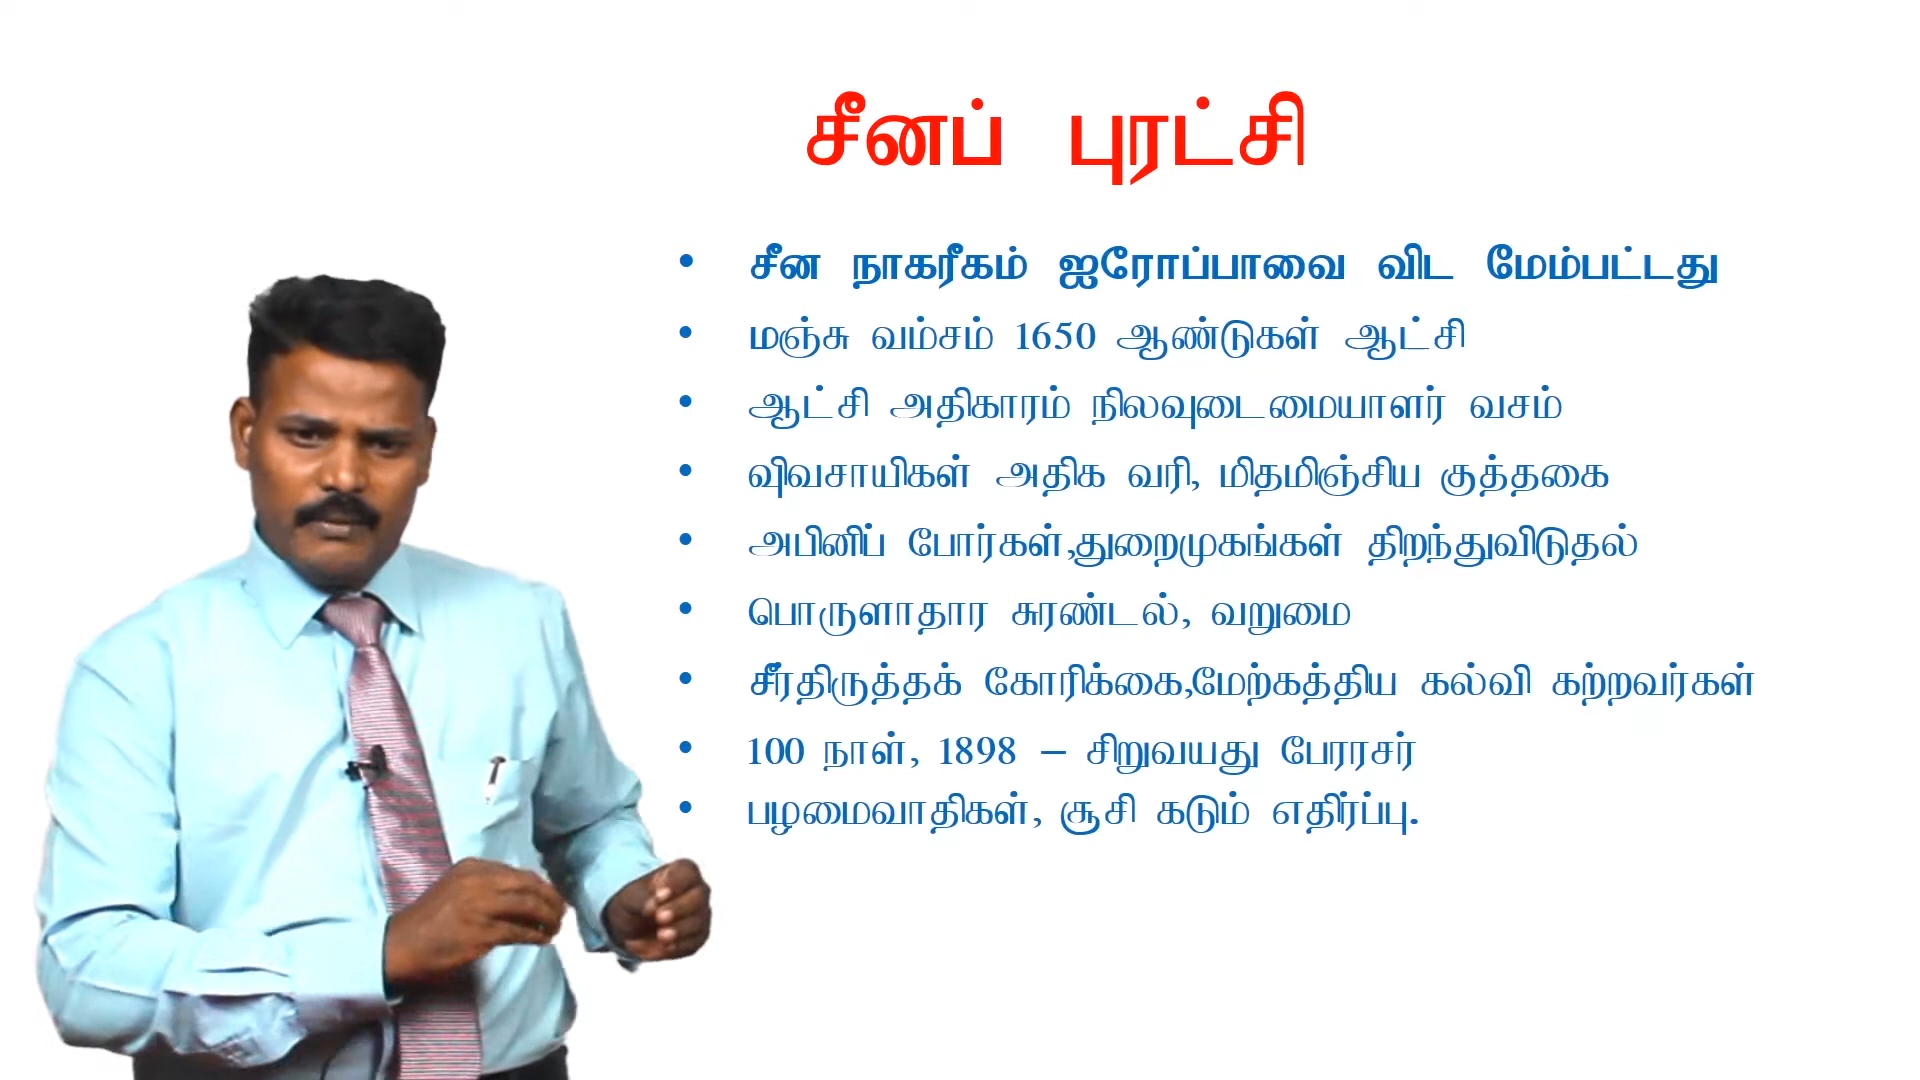 சீனப் புரட்சி
• சீன நாகரீகம் ஐரோப்பாவை விட மேம்பட்டது
• மஞ்சு வம்சம் 1650 ஆண்டுகள் ஆட்சி
• ஆட்சி அதிகாரம் நிலவுடைமையாளர் வசம்
• விவசாயிகள் அதிக வரி, மிதமிஞ்சிய குத்தகை
• அபினிப் போர்கள்,துறைமுகங்கள் திறந்துவிடுதல்
• பொருளாதார சுரண்டல், வறுமை
• சீர்திருத்தக் கோரிக்கை,மேற்கத்திய கல்வி கற்றவர்கள்
• 100 நாள், 1898 – சிறுவயது பேரரசர்
• பழமைவாதிகள், சூசி கடும் எதிர்ப்பு.